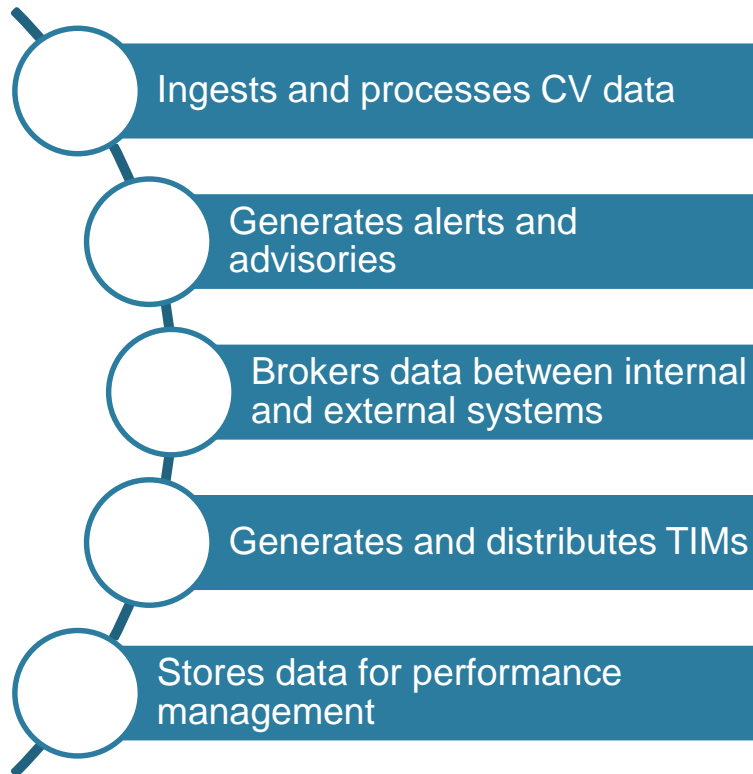 Ingests and processes CV data
Generates alerts and
advisories
Brokers data between internal
and external systems
Generates and distributes TIMs
Stores data for performance
management